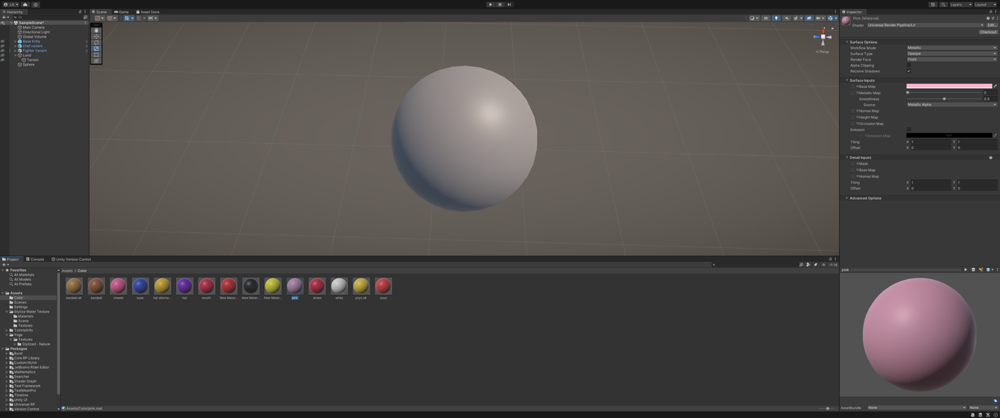 LA
Layers
Layout
Hierarchy
All
SampleScene*
Main Camera
Directional Light
Global Volume
Base Kirby
chef variant
Fighter Variant
Land
Terrain
Sphere
Scene
Game
Asset Store
Persp
Inspector
Pink (Material)
Shader
Universal Render Pipeline/Lit
Edit...
Checkout
Surface Options
Workflow Mode
Metallic
Surface Type
Opaque
Render Face
Front
Alpha Clipping
Receive Shadows
Surface Inputs
Base Map
Metallic Map
0
Smoothness
0.5
Source
Metallic Alpha
Normal Map
Height Map
Occlusion Map
Emission
Emission Map
HDR
Tiling
X 1
Y 1
Offset
X 0
Y 0
Detail Inputs
Mask
Base Map
Normal Map
Tiling
X 1
Y 1
Offset
X 0
Y 0
Advanced Options
Project
Console
Unity Version Control
Favorites
All Materials
All Models
All Prefabs
Assets
Color
Scenes
Settings
Stylize Water Texture
Materials
Scene
Textures
TutorialInfo
Yoge
Textures
Stylized - Nature
Packages
Burst
Core RP Library
Custom NUnit
JetBrains Rider Editor
Mathematics
Searcher
Shader Graph
Test Framework
TextMeshPro
Timeline
Unity UI
Universal RP
Version Control
Assets > Color
bandast alt
bandast
cheeks
eyes
hat alterna...
hat
mouth
New Mater...
New Mater...
New Mater...
pink
shoes
white
yoyo alt
yoyo
Assets/Color/pink.mat
pink
AssetBundle
None
None